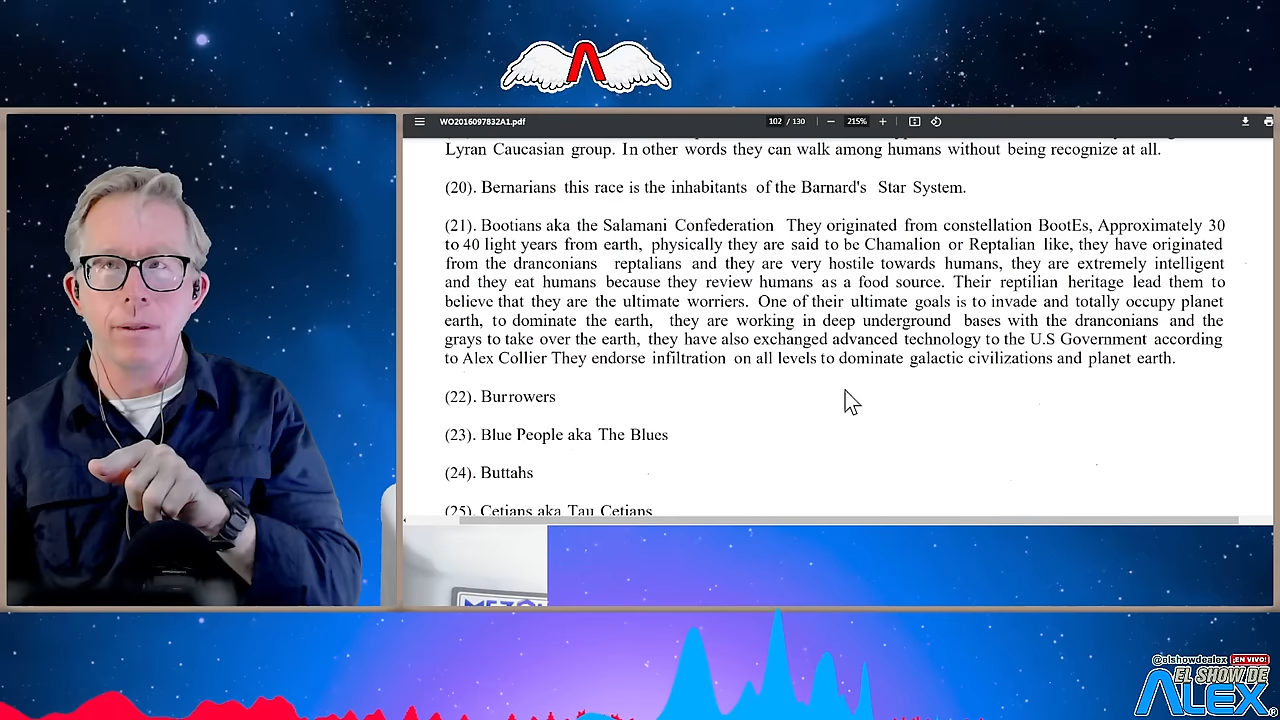 WO2016097832A1.pdf
102 / 130
215%
Lyran Caucasian group. In other words they can walk among humans without being recognize at all.
(20). Bernarians this race is the inhabitants of the Barnard's Star System.
(21). Bootians aka the Salamani Confederation They originated from constellation BootEs, Approximately 30
to 40 light years from earth, physically they are said to be Chamalion or Reptalian like, they have originated
from the dranconians reptalians and they are very hostile towards humans, they are extremely intelligent
and they eat humans because they review humans as a food source. Their reptilian heritage lead them to
believe that they are the ultimate worriers. One of their ultimate goals is to invade and totally occupy planet
earth, to dominate the earth, they are working in deep underground bases with the dranconians and the
grays to take over the earth, they have also exchanged advanced technology to the U.S Government according
to Alex Collier They endorse infiltration on all levels to dominate galactic civilizations and planet earth.
(22). Burrowers
(23). Blue People aka The Blues
(24). Buttahs
(25). Cetians aka Tau Cetians
@elshowdealex ¡EN VIVO!
EL SHOW DE
ALEX